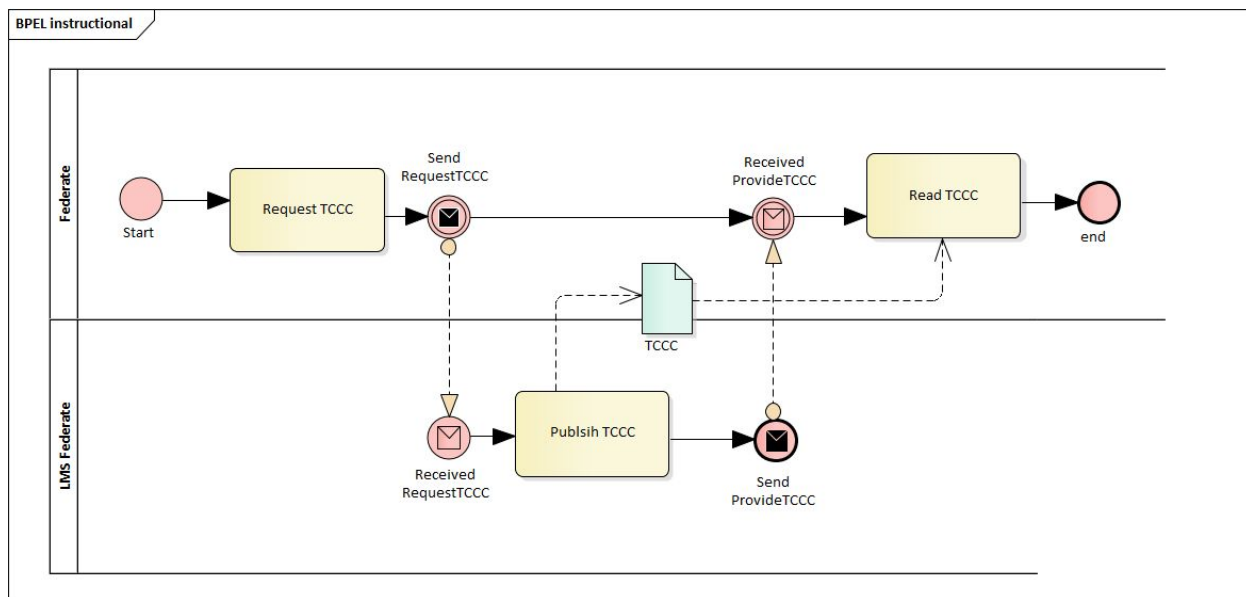 BPEL instructional
Federate
Send
RequestTCCC
Received
ProvideTCCC
Request TCCC
Read TCCC
Start
end
TCCC
LMS Federate
Publsih TCCC
Received
RequestTCCC
Send
ProvideTCCC